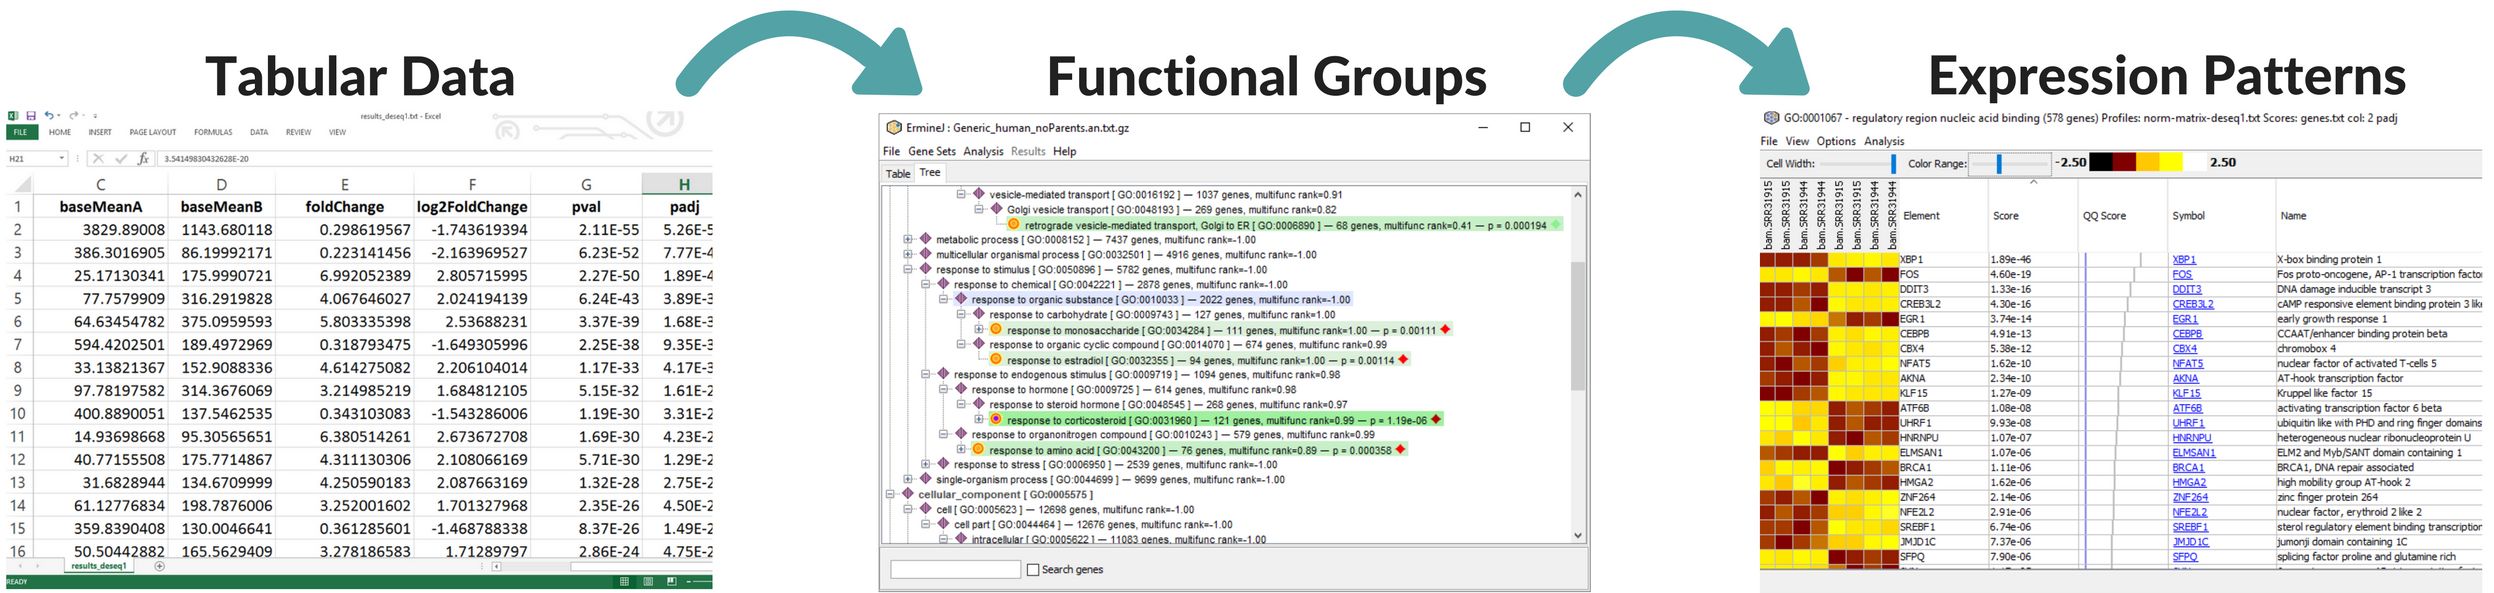 Tabular Data
Functional Groups
Expression Patterns
results_deseq1.txt - Excel
FILE HOME INSERT PAGE LAYOUT FORMULAS DATA REVIEW VIEW
H21 fx 3.54149830432628E-20
C D E F G H
1 baseMeanA baseMeanB foldChange log2FoldChange pval padj
2 3829.89008 1143.680118 0.298619567 -1.743619394 2.11E-55 5.26E-5
3 386.3016905 86.19992171 0.223141456 -2.163969527 6.23E-52 7.77E-4
4 25.17130341 175.9990721 6.992052389 2.805715995 2.27E-50 1.89E-4
5 77.7579909 316.2919828 4.067646027 2.024194139 6.24E-43 3.89E-3
6 64.63454782 375.0959593 5.803335398 2.53688231 3.37E-39 1.68E-3
7 594.4202501 189.4972969 0.318793475 -1.649305996 2.25E-38 9.35E-3
8 33.13821367 152.9088336 4.614275082 2.206104014 1.17E-33 4.17E-3
9 97.78197582 314.3676069 3.214985219 1.684812105 5.15E-32 1.61E-2
10 400.8890051 137.5462535 0.343103083 -1.543286006 1.19E-30 3.31E-2
11 14.93698668 95.30565651 6.380514261 2.673672708 1.69E-30 4.23E-2
12 40.77155508 175.7714867 4.311130306 2.108066169 5.71E-30 1.29E-2
13 31.6828944 134.6709999 4.250590183 2.087663169 1.32E-28 2.75E-2
14 61.12776834 198.7876006 3.252001602 1.701327968 2.35E-26 4.50E-2
15 359.8390408 130.0046641 0.361285601 -1.468788338 8.37E-26 1.49E-2
16 50.50442882 165.5629409 3.278186583 1.71289797 2.86E-24 4.75E-2
results_deseq1
READY
ErmineJ : Generic_human_noParents.an.txt.gz
File Gene Sets Analysis Results Help
Table Tree
vesicle-mediated transport [ GO:0016192 ] — 1037 genes, multifunc rank=0.91
Golgi vesicle transport [ GO:0048193 ] — 269 genes, multifunc rank=0.82
retrograde vesicle-mediated transport, Golgi to ER [ GO:0006890 ] — 68 genes, multifunc rank=0.41 — p = 0.000194
metabolic process [ GO:0008152 ] — 7437 genes, multifunc rank=-1.00
multicellular organismal process [ GO:0032501 ] — 4916 genes, multifunc rank=-1.00
response to stimulus [ GO:0050896 ] — 5782 genes, multifunc rank=-1.00
response to chemical [ GO:0042221 ] — 2878 genes, multifunc rank=-1.00
response to organic substance [ GO:0010033 ] — 2022 genes, multifunc rank=-1.00
response to carbohydrate [ GO:0009743 ] — 127 genes, multifunc rank=1.00
response to monosaccharide [ GO:0034284 ] — 111 genes, multifunc rank=1.00 — p = 0.00111
response to organic cyclic compound [ GO:0014070 ] — 674 genes, multifunc rank=0.99
response to estradiol [ GO:0032355 ] — 94 genes, multifunc rank=1.00 — p = 0.00114
response to endogenous stimulus [ GO:0009719 ] — 1094 genes, multifunc rank=0.98
response to hormone [ GO:0009725 ] — 614 genes, multifunc rank=0.98
response to steroid hormone [ GO:0048545 ] — 268 genes, multifunc rank=0.97
response to corticosteroid [ GO:0031960 ] — 121 genes, multifunc rank=0.99 — p = 1.19e-06
response to organonitrogen compound [ GO:0010243 ] — 579 genes, multifunc rank=0.99
response to amino acid [ GO:0043200 ] — 76 genes, multifunc rank=0.89 — p = 0.000358
response to stress [ GO:0006950 ] — 2539 genes, multifunc rank=-1.00
single-organism process [ GO:0044699 ] — 9699 genes, multifunc rank=-1.00
cellular_component [ GO:0005575 ]
cell [ GO:0005623 ] — 12698 genes, multifunc rank=-1.00
cell part [ GO:0044464 ] — 12676 genes, multifunc rank=-1.00
intracellular [ GO:0005622 ] — 11083 genes, multifunc rank=-1.00
Search genes
GO:0001067 - regulatory region nucleic acid binding (578 genes) Profiles: norm-matrix-deseq1.txt Scores: genes.txt col: 2 padj
File View Options Analysis
Cell Width: Color Range: -2.50 2.50
bam.SRR31915
bam.SRR31915
bam.SRR31944
bam.SRR31944
bam.SRR31915
bam.SRR31915
bam.SRR31944
bam.SRR31944
Element Score QQ Score Symbol Name
XBP1 1.89e-46 XBP1 X-box binding protein 1
FOS 4.60e-19 FOS Fos proto-oncogene, AP-1 transcription facto
DDIT3 1.33e-16 DDIT3 DNA damage inducible transcript 3
CREB3L2 4.30e-16 CREB3L2 cAMP responsive element binding protein 3 lik
EGR1 3.74e-14 EGR1 early growth response 1
CEBPB 4.91e-13 CEBPB CCAAT/enhancer binding protein beta
CBX4 5.38e-12 CBX4 chromobox 4
NFAT5 1.62e-10 NFAT5 nuclear factor of activated T-cells 5
AKNA 2.34e-10 AKNA AT-hook transcription factor
KLF15 1.27e-09 KLF15 Kruppel like factor 15
ATF6B 1.08e-08 ATF6B activating transcription factor 6 beta
UHRF1 9.93e-08 UHRF1 ubiquitin like with PHD and ring finger domains
HNRNPU 1.07e-07 HNRNPU heterogeneous nuclear ribonucleoprotein U
ELMSAN1 1.07e-06 ELMSAN1 ELM2 and Myb/SANT domain containing 1
BRCA1 1.11e-06 BRCA1 BRCA1, DNA repair associated
HMGA2 1.62e-06 HMGA2 high mobility group AT-hook 2
ZNF264 2.14e-06 ZNF264 zinc finger protein 264
NFE2L2 2.91e-06 NFE2L2 nuclear factor, erythroid 2 like 2
SREBF1 6.74e-06 SREBF1 sterol regulatory element binding transcription
JMJD1C 7.37e-06 JMJD1C jumonji domain containing 1C
SFPQ 7.90e-06 SFPQ splicing factor proline and glutamine rich